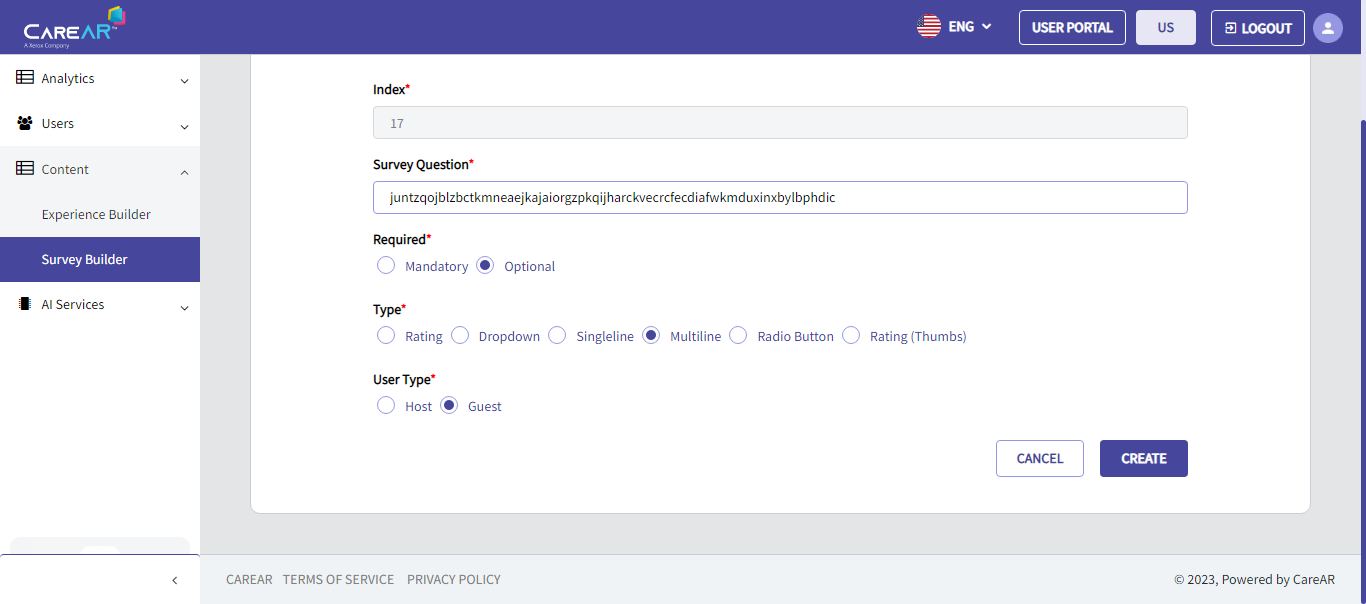 CAREAR™
A Xerox Company
ENG
USER PORTAL
US
LOGOUT
Analytics
Users
Content
Experience Builder
Survey Builder
AI Services
Index*
17
Survey Question*
juntzqojblzbctkmneaejkajaiorgzpkqijharckvecrcfecdiafwkmduxinxbylbphdic
Required*
Mandatory Optional
Type*
Rating Dropdown Singleline Multiline Radio Button Rating (Thumbs)
User Type*
Host Guest
CANCEL CREATE
CAREAR TERMS OF SERVICE PRIVACY POLICY
© 2023, Powered by CareAR